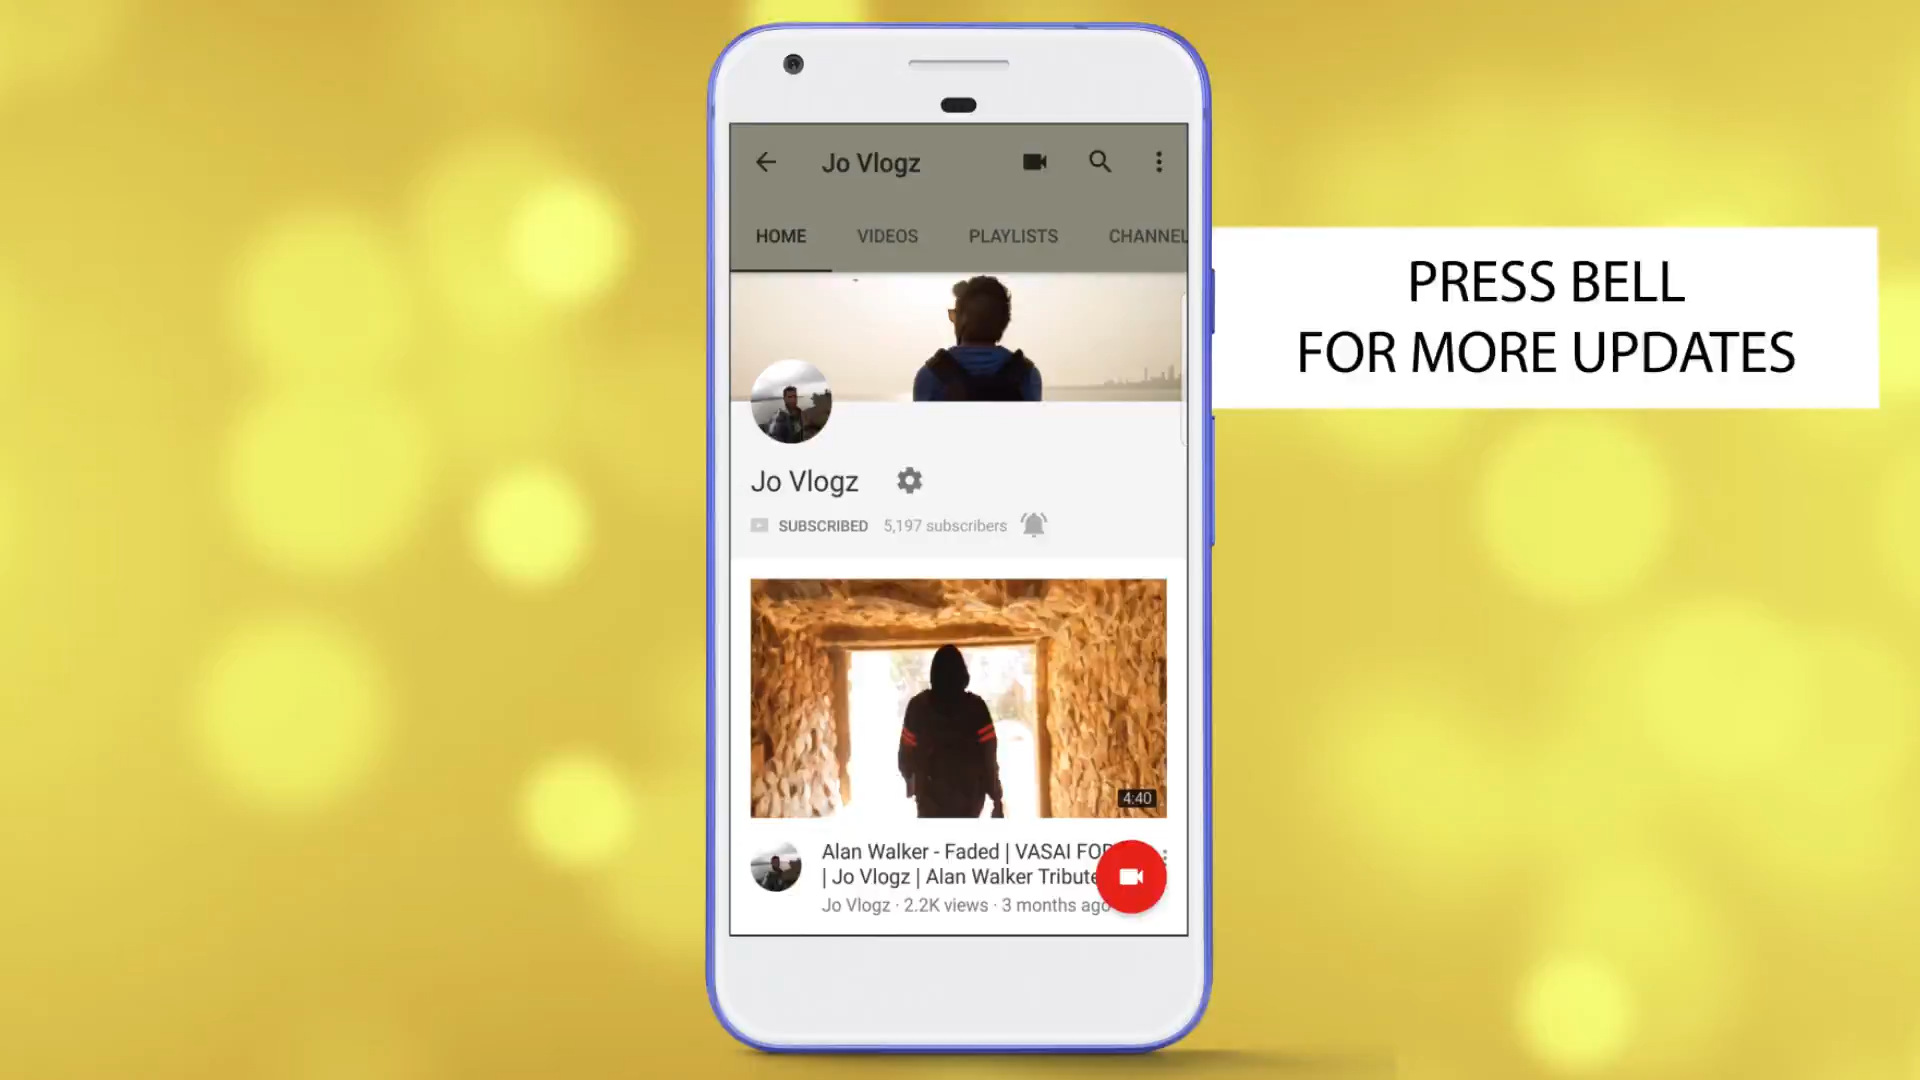 Jo Vlogz
HOME VIDEOS PLAYLISTS CHANNEL
PRESS BELL
FOR MORE UPDATES
Jo Vlogz
SUBSCRIBED 5,197 subscribers
4:40
Alan Walker - Faded | VASAI FOR
| Jo Vlogz | Alan Walker Tribute
Jo Vlogz · 2.2K views · 3 months ago